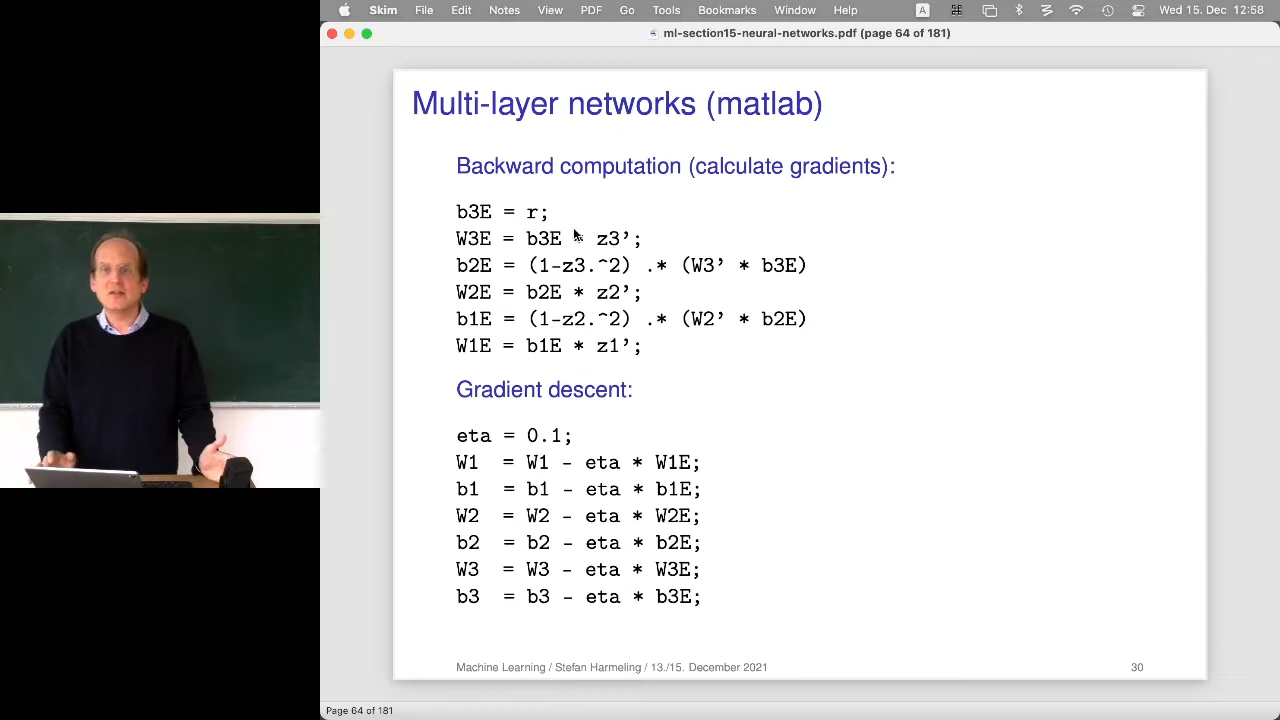 Skim File Edit Notes View PDF Go Tools Bookmarks Window Help A Wed 15. Dec 12:58
ml-section15-neural-networks.pdf (page 64 of 181)
Multi-layer networks (matlab)
Backward computation (calculate gradients):
b3E = r;
W3E = b3E * z3’;
b2E = (1-z3.^2) .* (W3’ * b3E)
W2E = b2E * z2’;
b1E = (1-z2.^2) .* (W2’ * b2E)
W1E = b1E * z1’;
Gradient descent:
eta = 0.1;
W1 = W1 - eta * W1E;
b1 = b1 - eta * b1E;
W2 = W2 - eta * W2E;
b2 = b2 - eta * b2E;
W3 = W3 - eta * W3E;
b3 = b3 - eta * b3E;
Machine Learning / Stefan Harmeling / 13./15. December 2021 30
Page 64 of 181